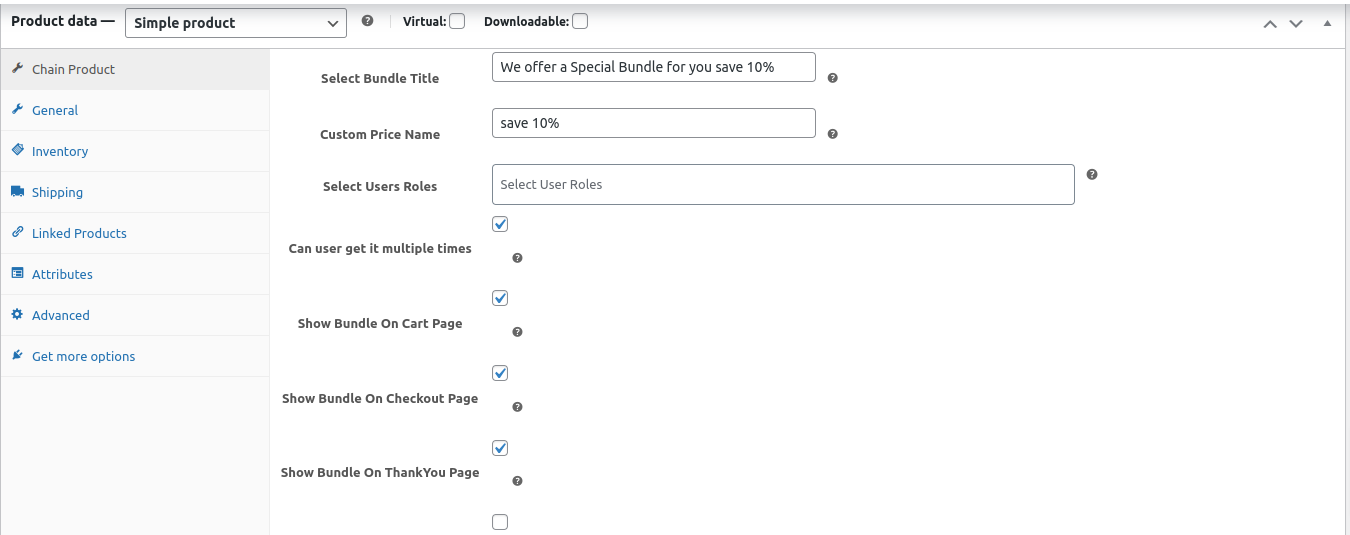 Product data — Simple product Virtual: Downloadable:
Chain Product
General
Inventory
Shipping
Linked Products
Attributes
Advanced
Get more options
Select Bundle Title We offer a Special Bundle for you save 10%
Custom Price Name save 10%
Select Users Roles Select User Roles
Can user get it multiple times
Show Bundle On Cart Page
Show Bundle On Checkout Page
Show Bundle On ThankYou Page